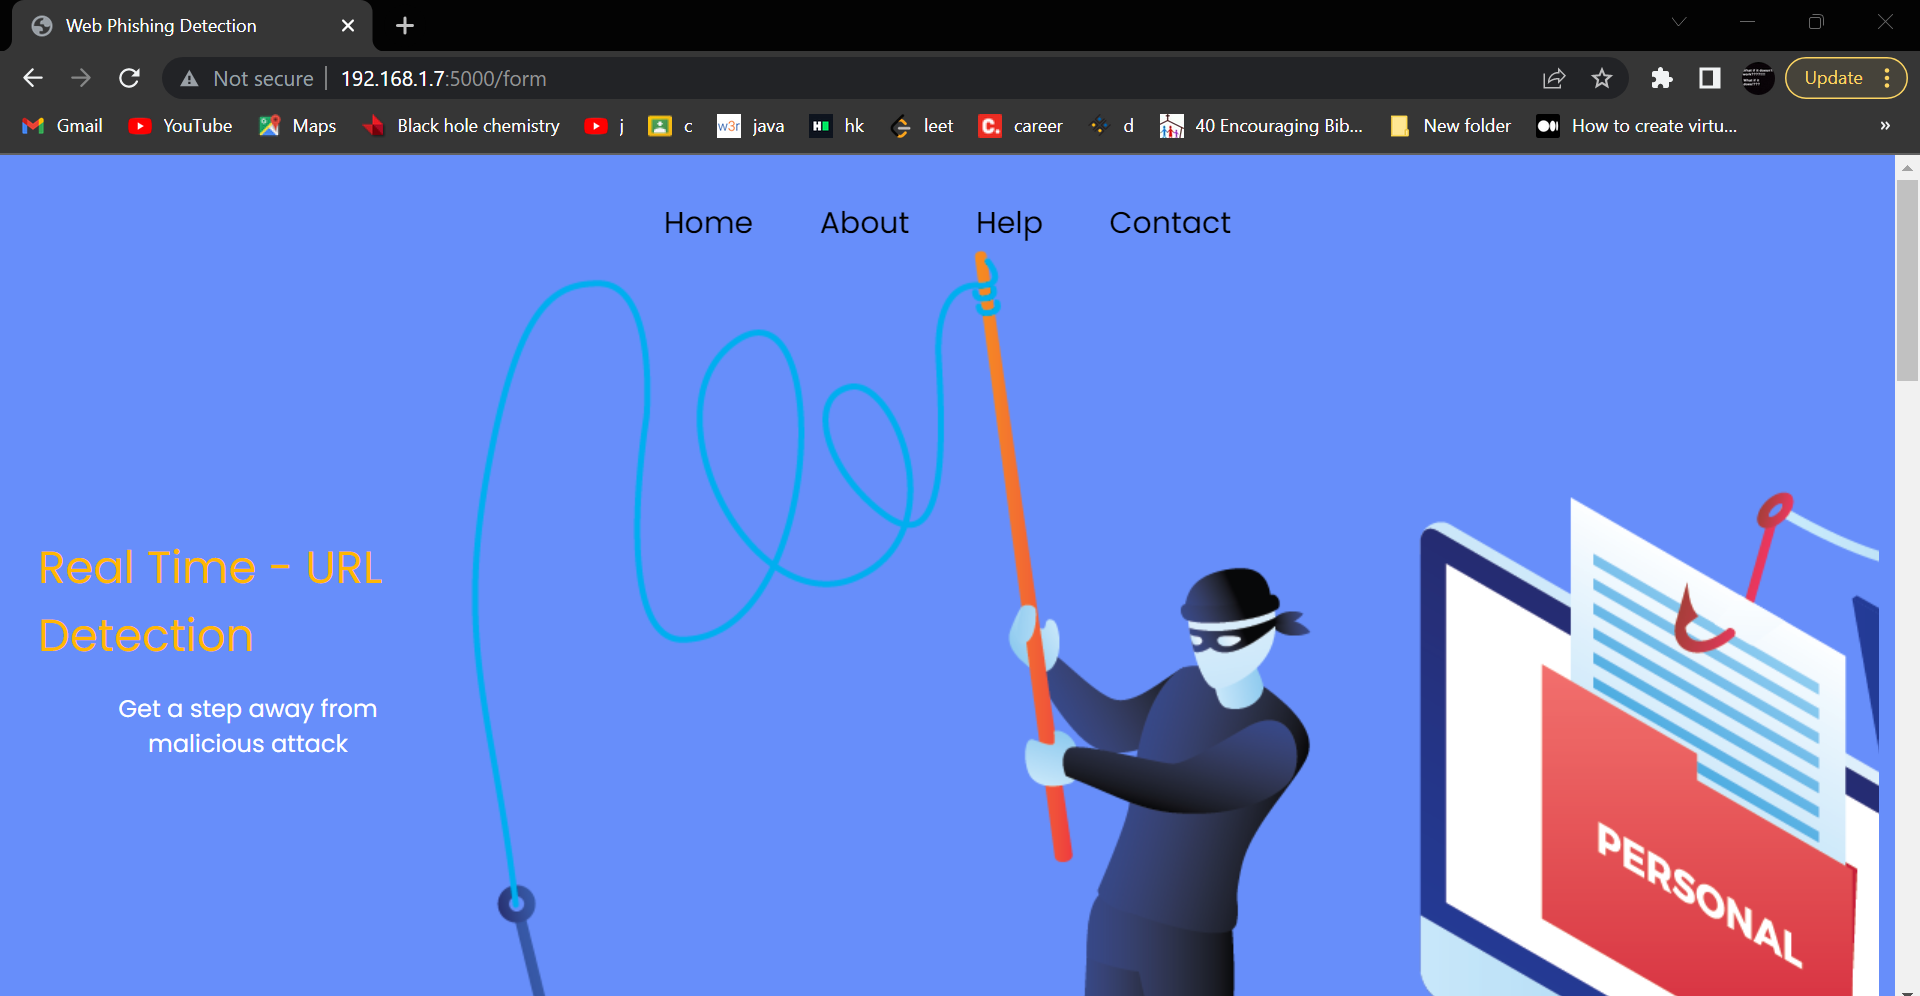 Web Phishing Detection
Not secure 192.168.1.7:5000/form
Update
Gmail YouTube Maps Black hole chemistry j c w3r java hk leet C. career d 40 Encouraging Bib... New folder How to create virtu... »
Home About Help Contact
Real Time - URL
Detection
Get a step away from
malicious attack
PERSONAL